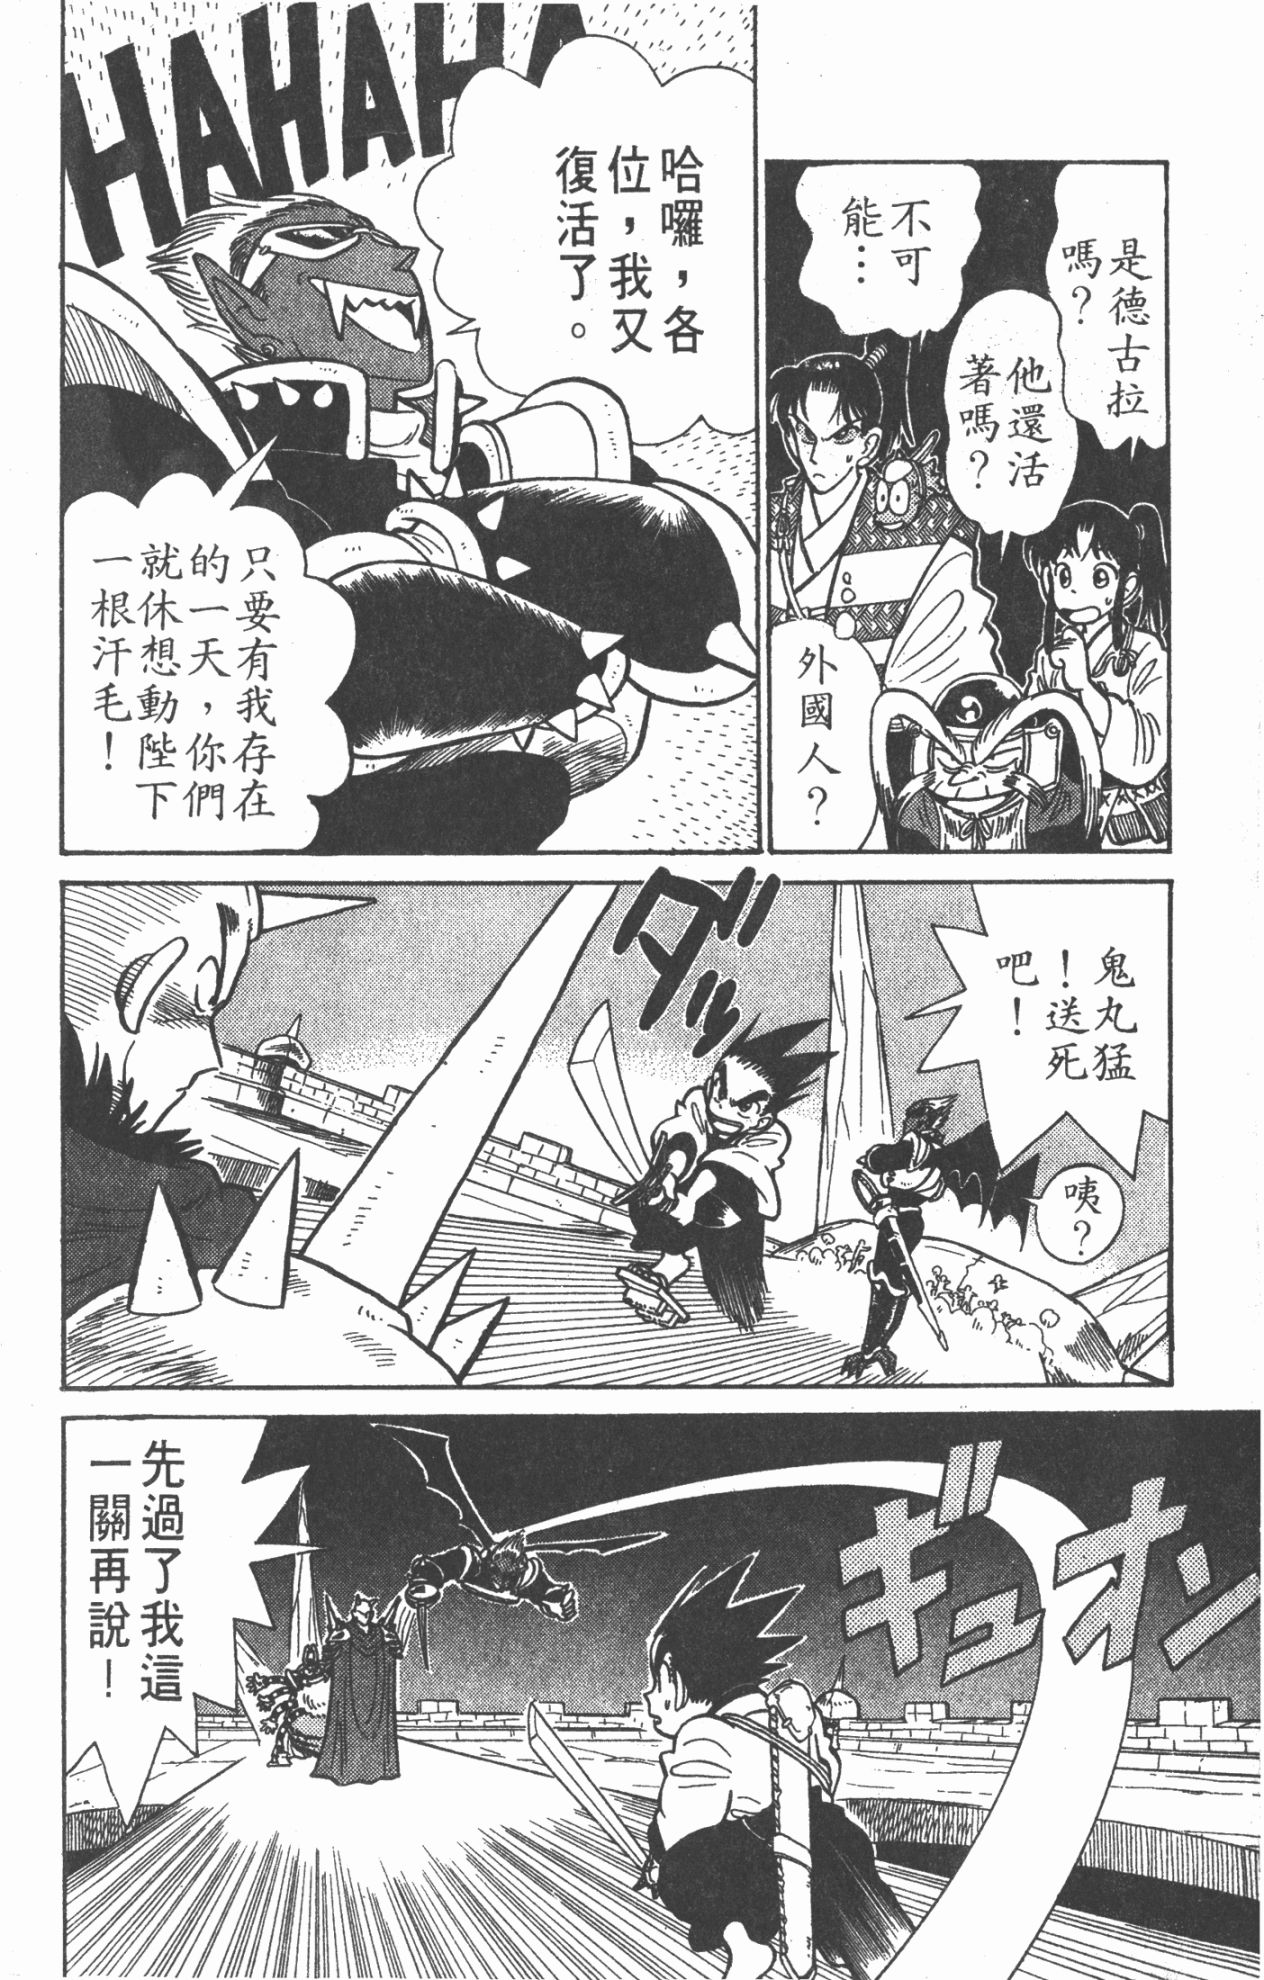 是德古拉
嗎？
他還活
著嗎？
不可
能…
外國人？
HAHAHAHA
哈囉，各
位，我又
復活了。
只要有我存在
的一天，你們
就休想動陛下
一根汗毛！
鬼丸猛
！送死
吧！
咦？
ダダッ
ギュオン
先過了我這
一關再說！